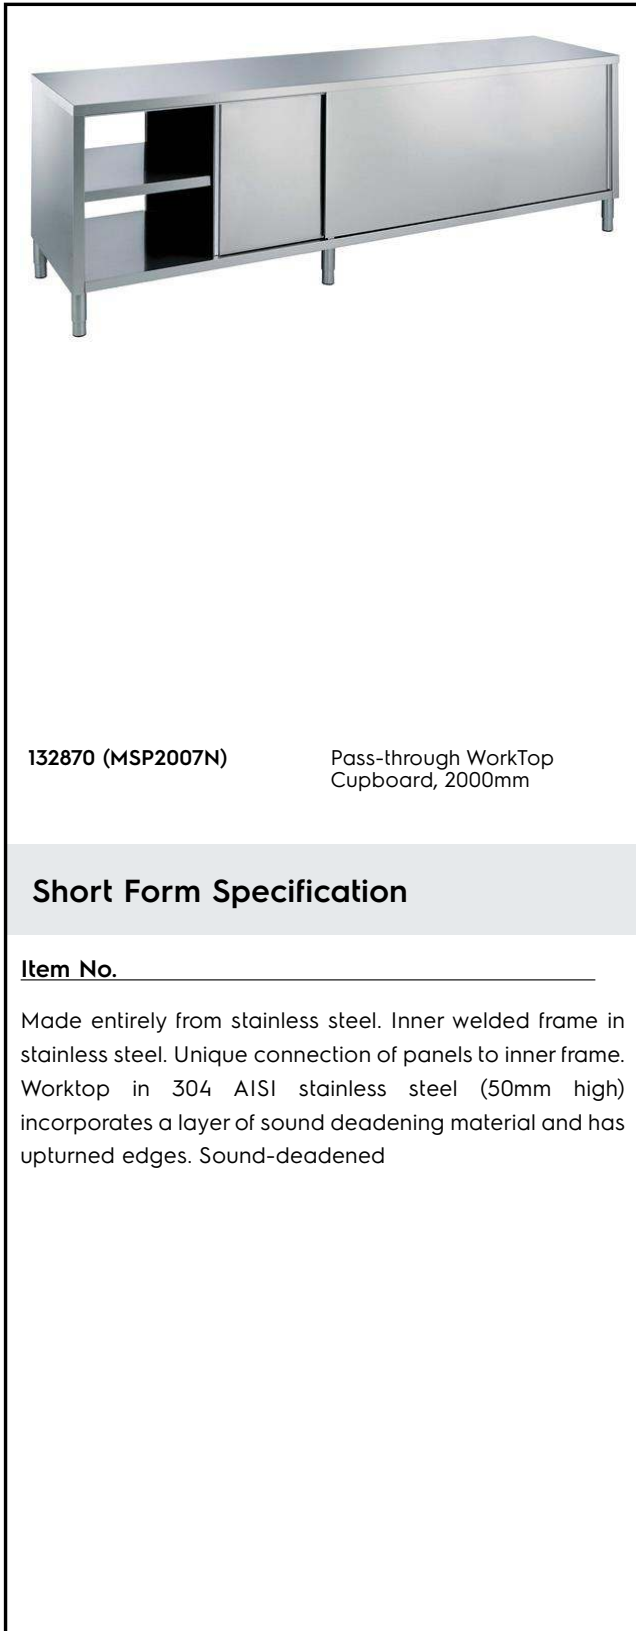 132870 (MSP2007N)
Pass-through WorkTop
Cupboard, 2000mm
Short Form Specification
Item No.
Made entirely from stainless steel. Inner welded frame in
stainless steel. Unique connection of panels to inner frame.
Worktop in 304 AISI stainless steel (50mm high)
incorporates a layer of sound deadening material and has
upturned edges. Sound-deadened